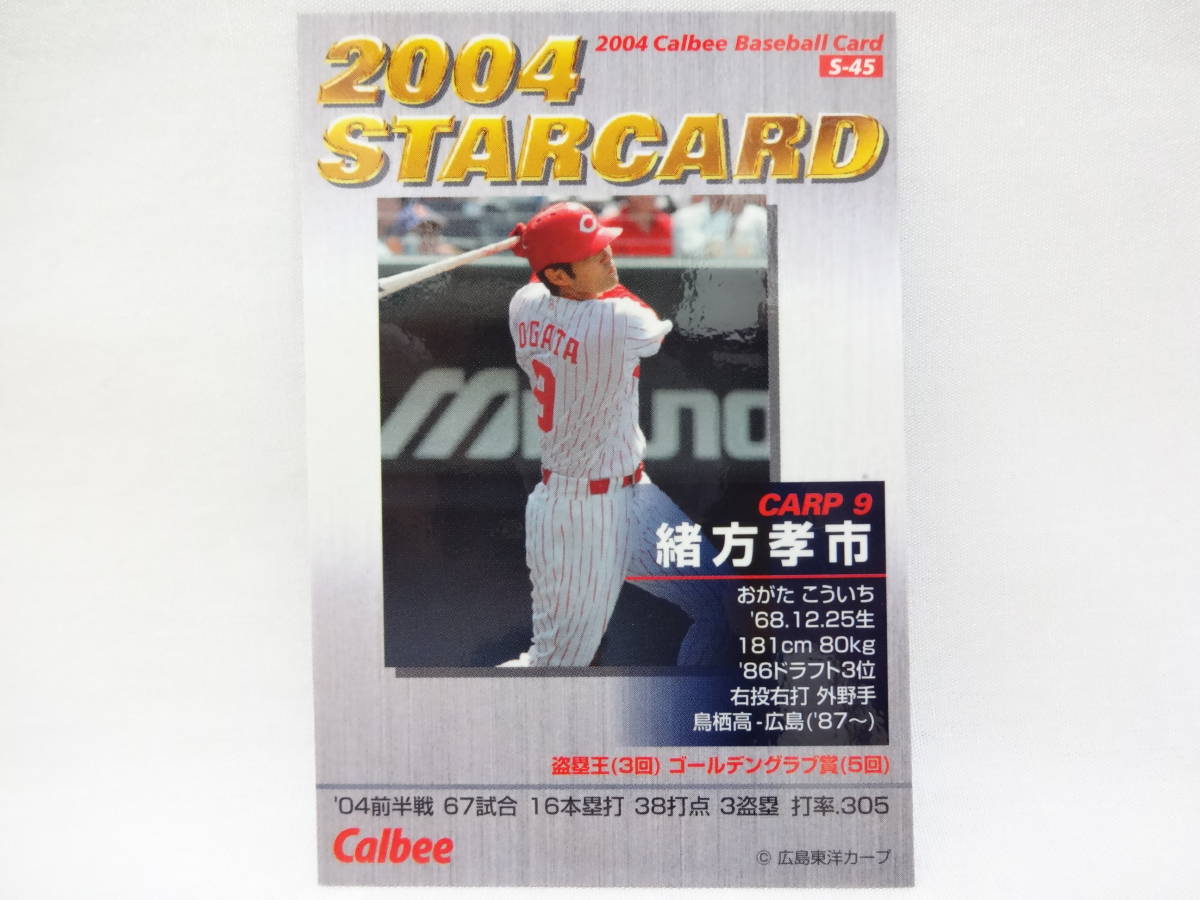 2004
2004 Calbee Baseball Card
S-45
STARCARD
OGATA
9
CARP 9
緒方孝市
おがた こういち
'68.12.25生
181cm 80kg
'86ドラフト3位
右投右打 外野手
鳥栖高-広島('87～)
盗塁王(3回) ゴールデングラブ賞(5回)
'04前半戦 67試合 16本塁打 38打点 3盗塁 打率.305
Calbee
© 広島東洋カープ